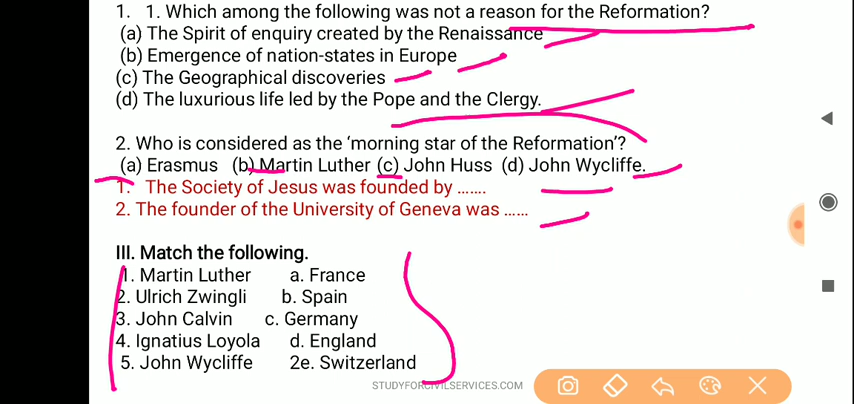 1. 1. Which among the following was not a reason for the Reformation?
(a) The Spirit of enquiry created by the Renaissance
(b) Emergence of nation-states in Europe
(c) The Geographical discoveries
(d) The luxurious life led by the Pope and the Clergy.
2. Who is considered as the ‘morning star of the Reformation’?
(a) Erasmus (b) Martin Luther (c) John Huss (d) John Wycliffe.
1. The Society of Jesus was founded by .......
2. The founder of the University of Geneva was ......
III. Match the following.
1. Martin Luther a. France
2. Ulrich Zwingli b. Spain
3. John Calvin c. Germany
4. Ignatius Loyola d. England
5. John Wycliffe 2e. Switzerland
STUDYFORCIVILSERVICES.COM